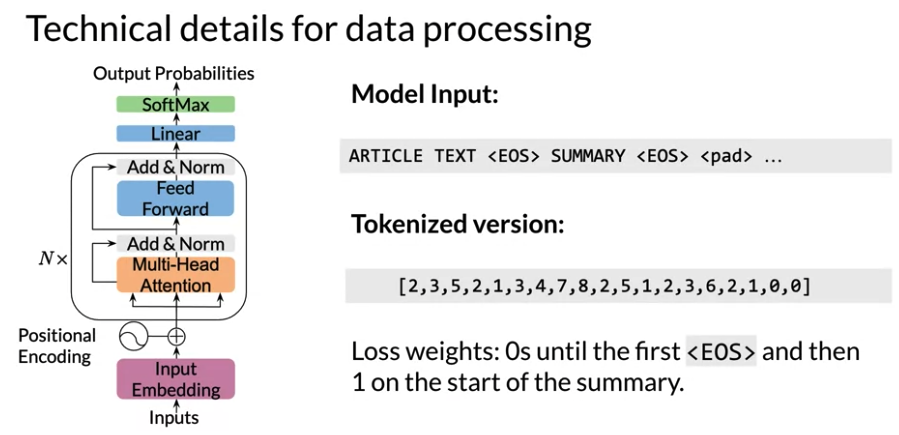 Technical details for data processing
Output Probabilities
SoftMax
Linear
Add & Norm
Feed
Forward
Add & Norm
Multi-Head
Attention
N×
Positional
Encoding
Input
Embedding
Inputs
Model Input:
ARTICLE TEXT <EOS> SUMMARY <EOS> <pad> ...
Tokenized version:
[2,3,5,2,1,3,4,7,8,2,5,1,2,3,6,2,1,0,0]
Loss weights: 0s until the first <EOS> and then
1 on the start of the summary.